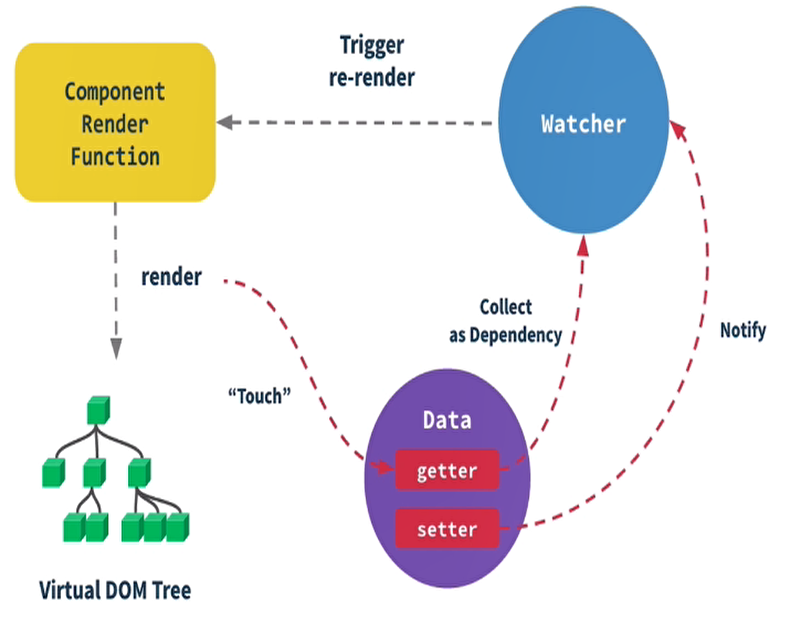 Trigger
re-render
Component
Render
Function
Watcher
render
Collect
as Dependency
Notify
“Touch”
Data
getter
setter
Virtual DOM Tree